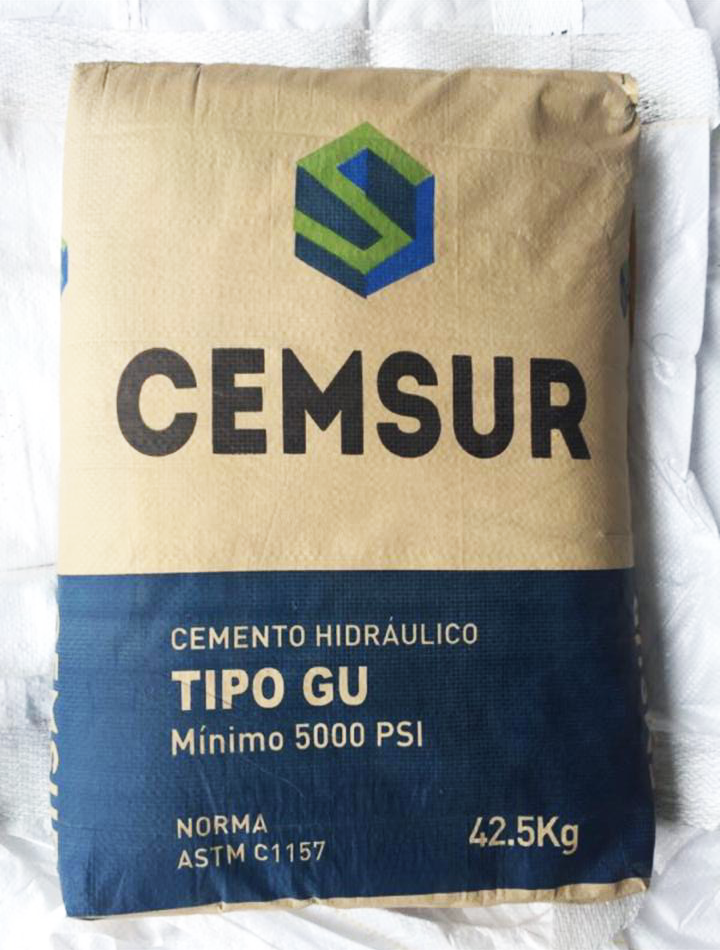 CEMSUR
CEMENTO HIDRÁULICO
TIPO GU
Mínimo 5000 PSI
NORMA
ASTM C1157
42.5Kg